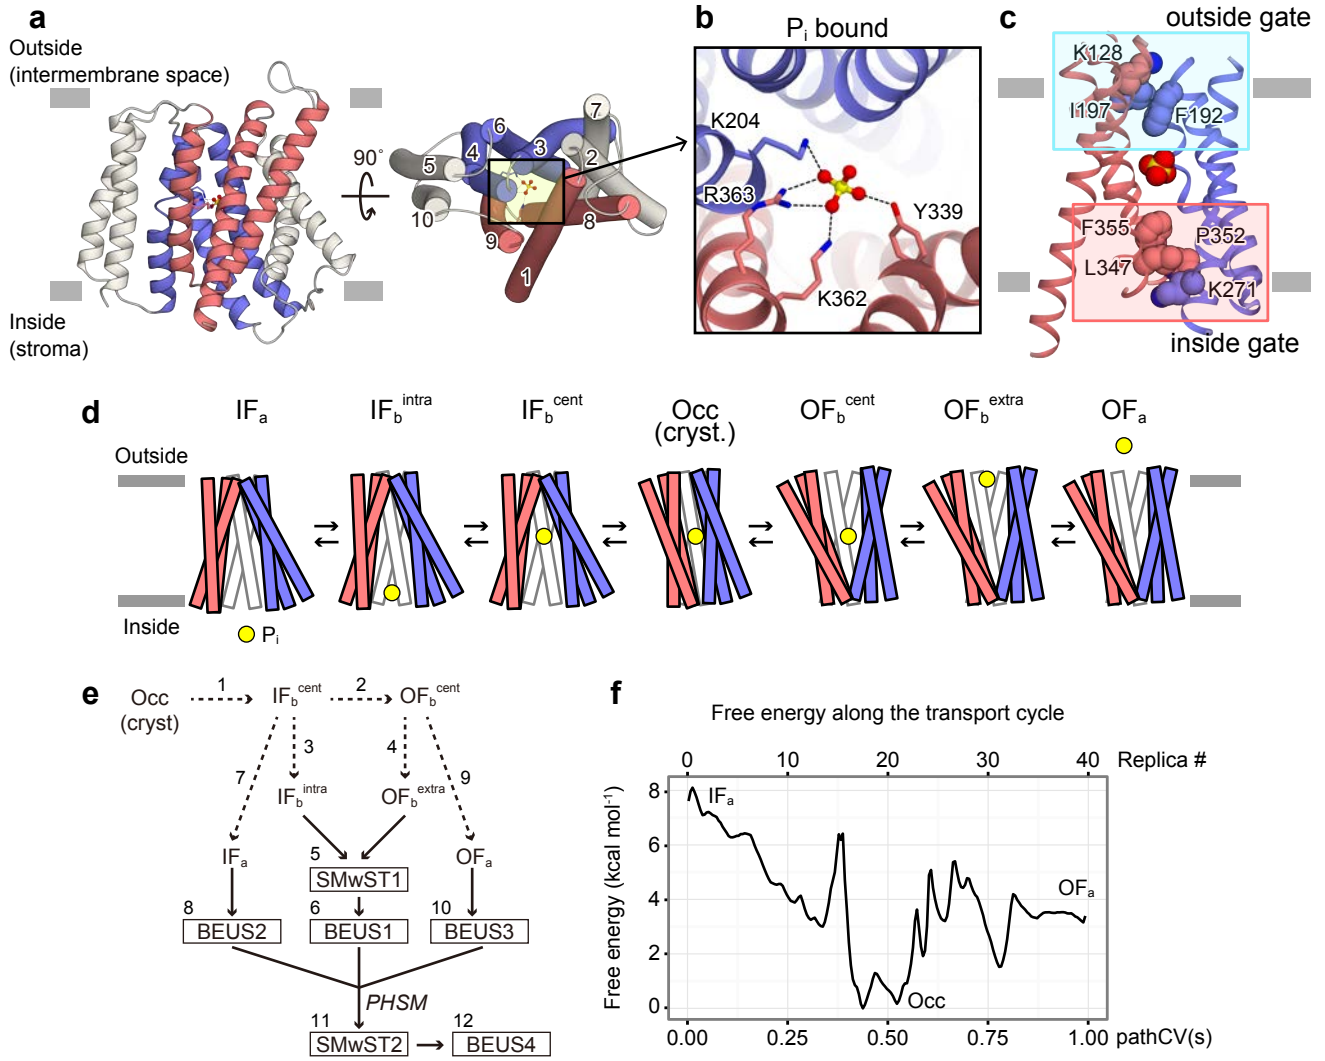 a
Outside
(intermembrane space)
Inside
(stroma)
90˚
7
6
3
2
5
4
10
8
9
1
b
Pi bound
K204
R363
Y339
K362
c
outside gate
K128
I197
F192
F355
P352
L347
K271
inside gate
d
IFa
IFb intra
IFb cent
Occ
(cryst.)
OFb cent
OFb extra
OFa
Outside
Inside
Pi
e
Occ
(cryst)
1
IFb cent
2
OFb cent
3
4
7
9
IFb intra
OFb extra
IFa
OFa
5
SMwST1
8
BEUS2
6
BEUS1
10
BEUS3
PHSM
11
SMwST2
12
BEUS4
f
Free energy along the transport cycle
0 10 20 30 40 Replica #
Free energy (kcal mol-1)
8
6
4
2
0
IFa
Occ
OFa
0.00 0.25 0.50 0.75 1.00 pathCV(s)